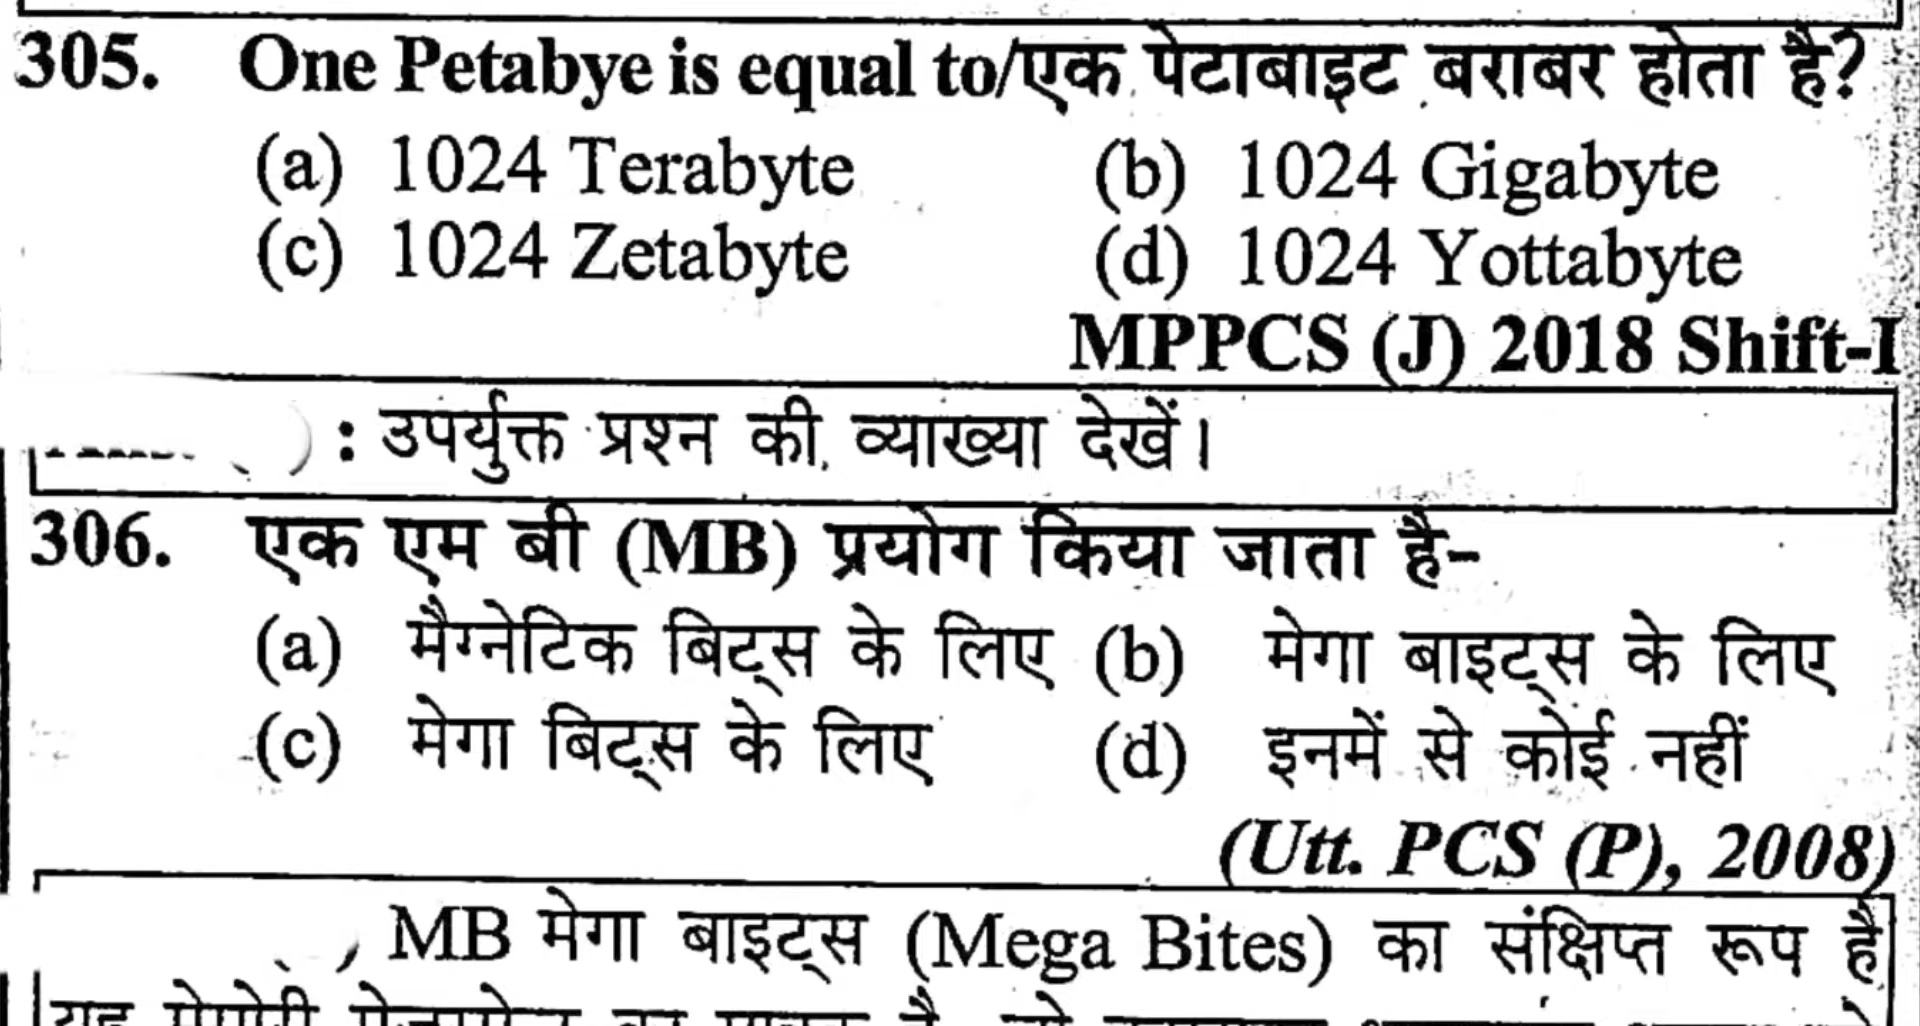 305. One Petabye is equal to/एक पेटाबाइट बराबर होता है?
(a) 1024 Terabyte (b) 1024 Gigabyte
(c) 1024 Zetabyte (d) 1024 Yottabyte
MPPCS (J) 2018 Shift-I
) : उपर्युक्त प्रश्न की व्याख्या देखें।
306. एक एम बी (MB) प्रयोग किया जाता है-
(a) मैग्नेटिक बिट्स के लिए (b) मेगा बाइट्स के लिए
(c) मेगा बिट्स के लिए (d) इनमें से कोई नहीं
(Utt. PCS (P), 2008)
MB मेगा बाइट्स (Mega Bites) का संक्षिप्त रूप है
यह मेमोरी